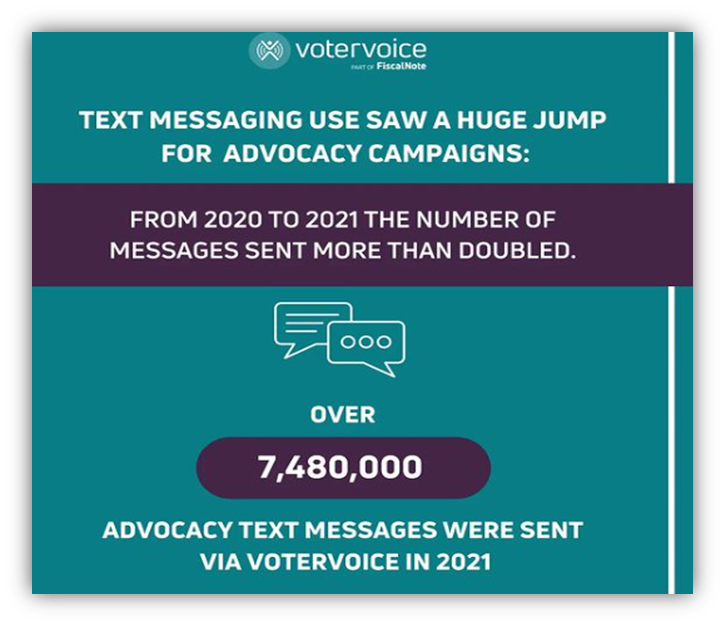 votervoice
PART OF FiscalNote
TEXT MESSAGING USE SAW A HUGE JUMP
FOR ADVOCACY CAMPAIGNS:
FROM 2020 TO 2021 THE NUMBER OF
MESSAGES SENT MORE THAN DOUBLED.
OVER
7,480,000
ADVOCACY TEXT MESSAGES WERE SENT
VIA VOTERVOICE IN 2021